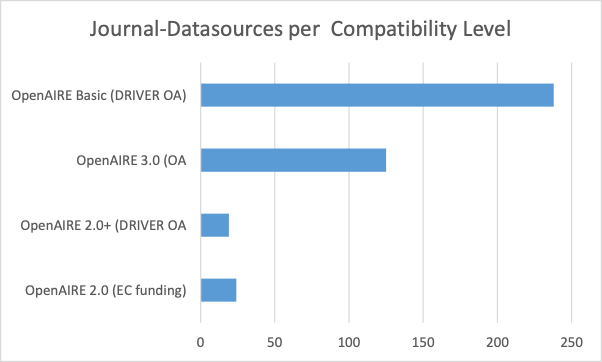 Journal-Datasources per  Compatibility Level
OpenAIRE Basic (DRIVER OA)
OpenAIRE 3.0 (OA
OpenAIRE 2.0+ (DRIVER OA
OpenAIRE 2.0 (EC funding)
0 50 100 150 200 250